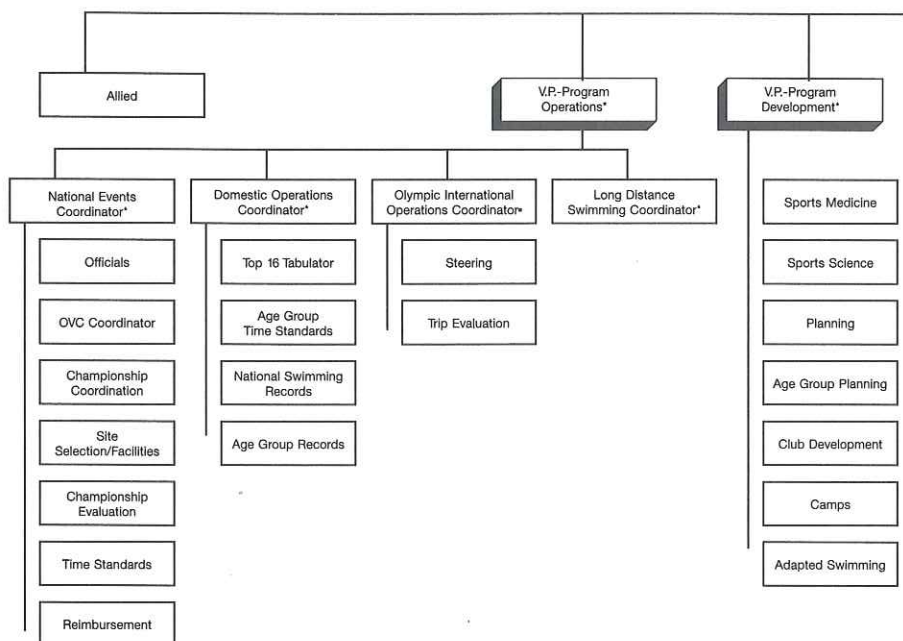 Allied
V.P.-Program
Operations*
V.P.-Program
Development*
National Events
Coordinator*
Domestic Operations
Coordinator*
Olympic International
Operations Coordinator*
Long Distance
Swimming Coordinator*
Officials
OVC Coordinator
Championship
Coordination
Site
Selection/Facilities
Championship
Evaluation
Time Standards
Reimbursement
Top 16 Tabulator
Age Group
Time Standards
National Swimming
Records
Age Group Records
Steering
Trip Evaluation
Sports Medicine
Sports Science
Planning
Age Group Planning
Club Development
Camps
Adapted Swimming